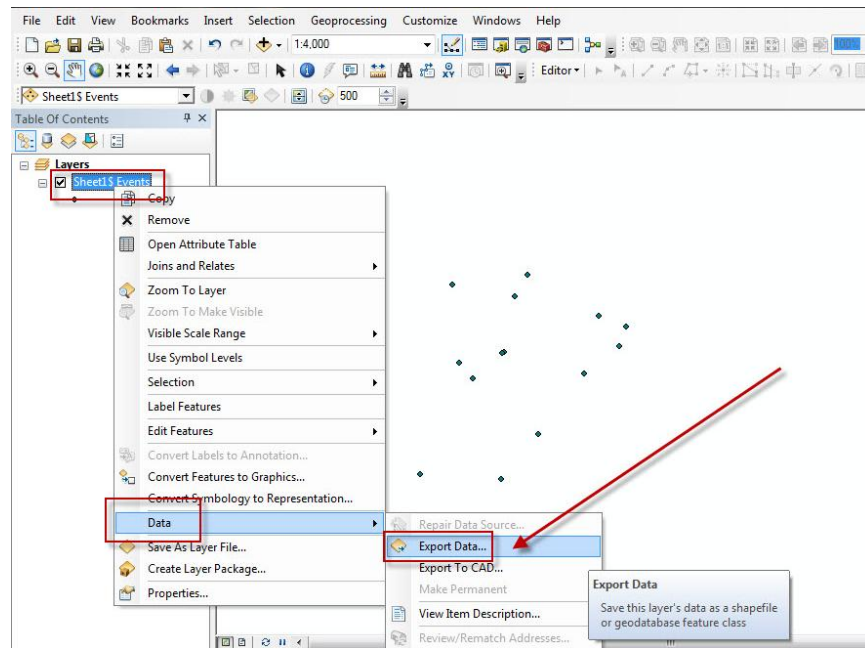 File Edit View Bookmarks Insert Selection Geoprocessing Customize Windows Help
1:4,000
100%
Editor
Sheet1$ Events
500
Table Of Contents
Layers
Sheet1$ Events
Copy
Remove
Open Attribute Table
Joins and Relates
Zoom To Layer
Zoom To Make Visible
Visible Scale Range
Use Symbol Levels
Selection
Label Features
Edit Features
Convert Labels to Annotation...
Convert Features to Graphics...
Convert Symbology to Representation...
Data
Save As Layer File...
Create Layer Package...
Properties...
Repair Data Source...
Export Data...
Export To CAD...
Make Permanent
View Item Description...
Review/Rematch Addresses...
Export Data
Save this layer's data as a shapefile
or geodatabase feature class